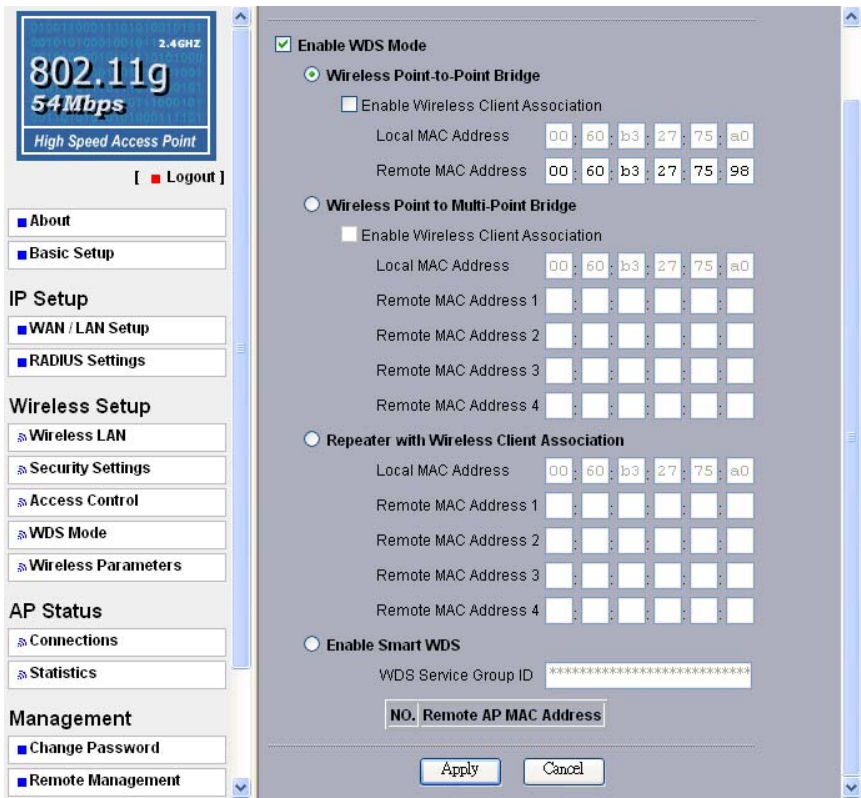 2.4GHZ
802.11g
54Mbps
High Speed Access Point
[ Logout ]
About
Basic Setup
IP Setup
WAN / LAN Setup
RADIUS Settings
Wireless Setup
Wireless LAN
Security Settings
Access Control
WDS Mode
Wireless Parameters
AP Status
Connections
Statistics
Management
Change Password
Remote Management
Enable WDS Mode
Wireless Point-to-Point Bridge
Enable Wireless Client Association
Local MAC Address 00 : 60 : b3 : 27 : 75 : a0
Remote MAC Address 00 : 60 : b3 : 27 : 75 : 98
Wireless Point to Multi-Point Bridge
Enable Wireless Client Association
Local MAC Address 00 : 60 : b3 : 27 : 75 : a0
Remote MAC Address 1 : : : : :
Remote MAC Address 2 : : : : :
Remote MAC Address 3 : : : : :
Remote MAC Address 4 : : : : :
Repeater with Wireless Client Association
Local MAC Address 00 : 60 : b3 : 27 : 75 : a0
Remote MAC Address 1 : : : : :
Remote MAC Address 2 : : : : :
Remote MAC Address 3 : : : : :
Remote MAC Address 4 : : : : :
Enable Smart WDS
WDS Service Group ID ***************************
NO. Remote AP MAC Address
Apply Cancel